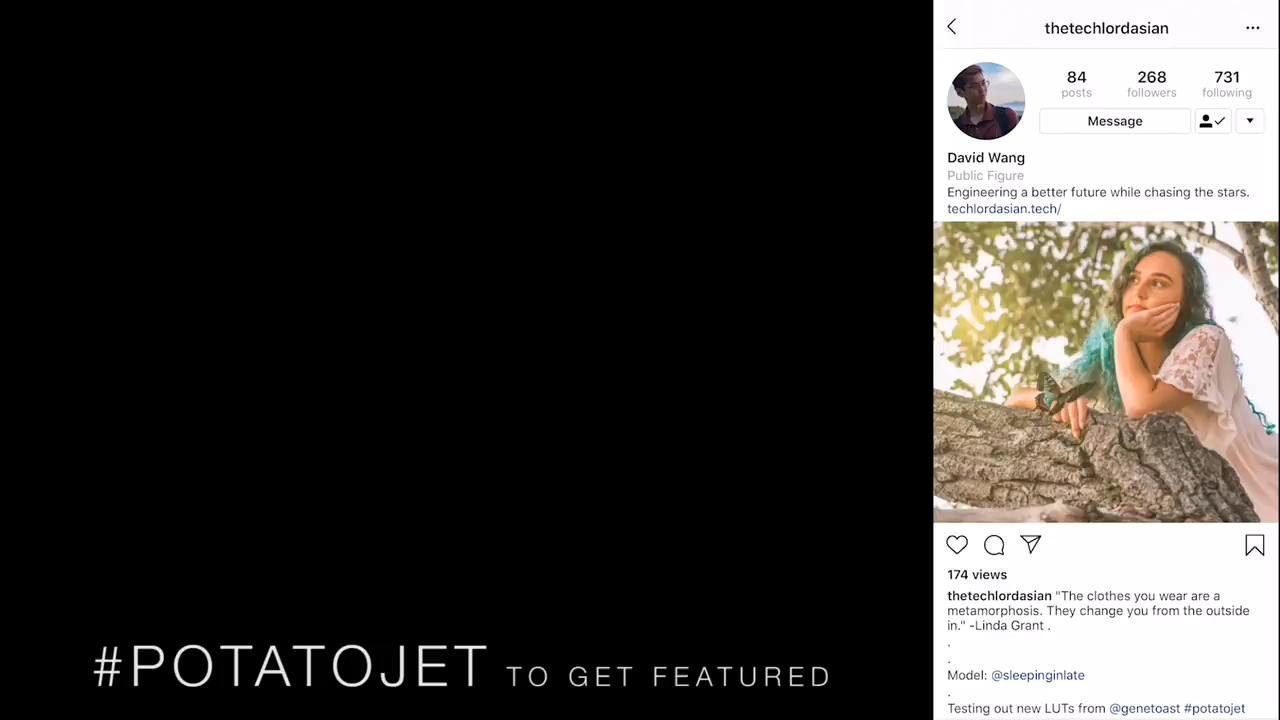 thetechlordasian
84 268 731
posts followers following
Message
David Wang
Public Figure
Engineering a better future while chasing the stars.
techlordasian.tech/
174 views
thetechlordasian "The clothes you wear are a
metamorphosis. They change you from the outside
in." -Linda Grant .
.
.
Model: @sleepinginlate
.
Testing out new LUTs from @genetoast #potatojet
#POTATOJET TO GET FEATURED